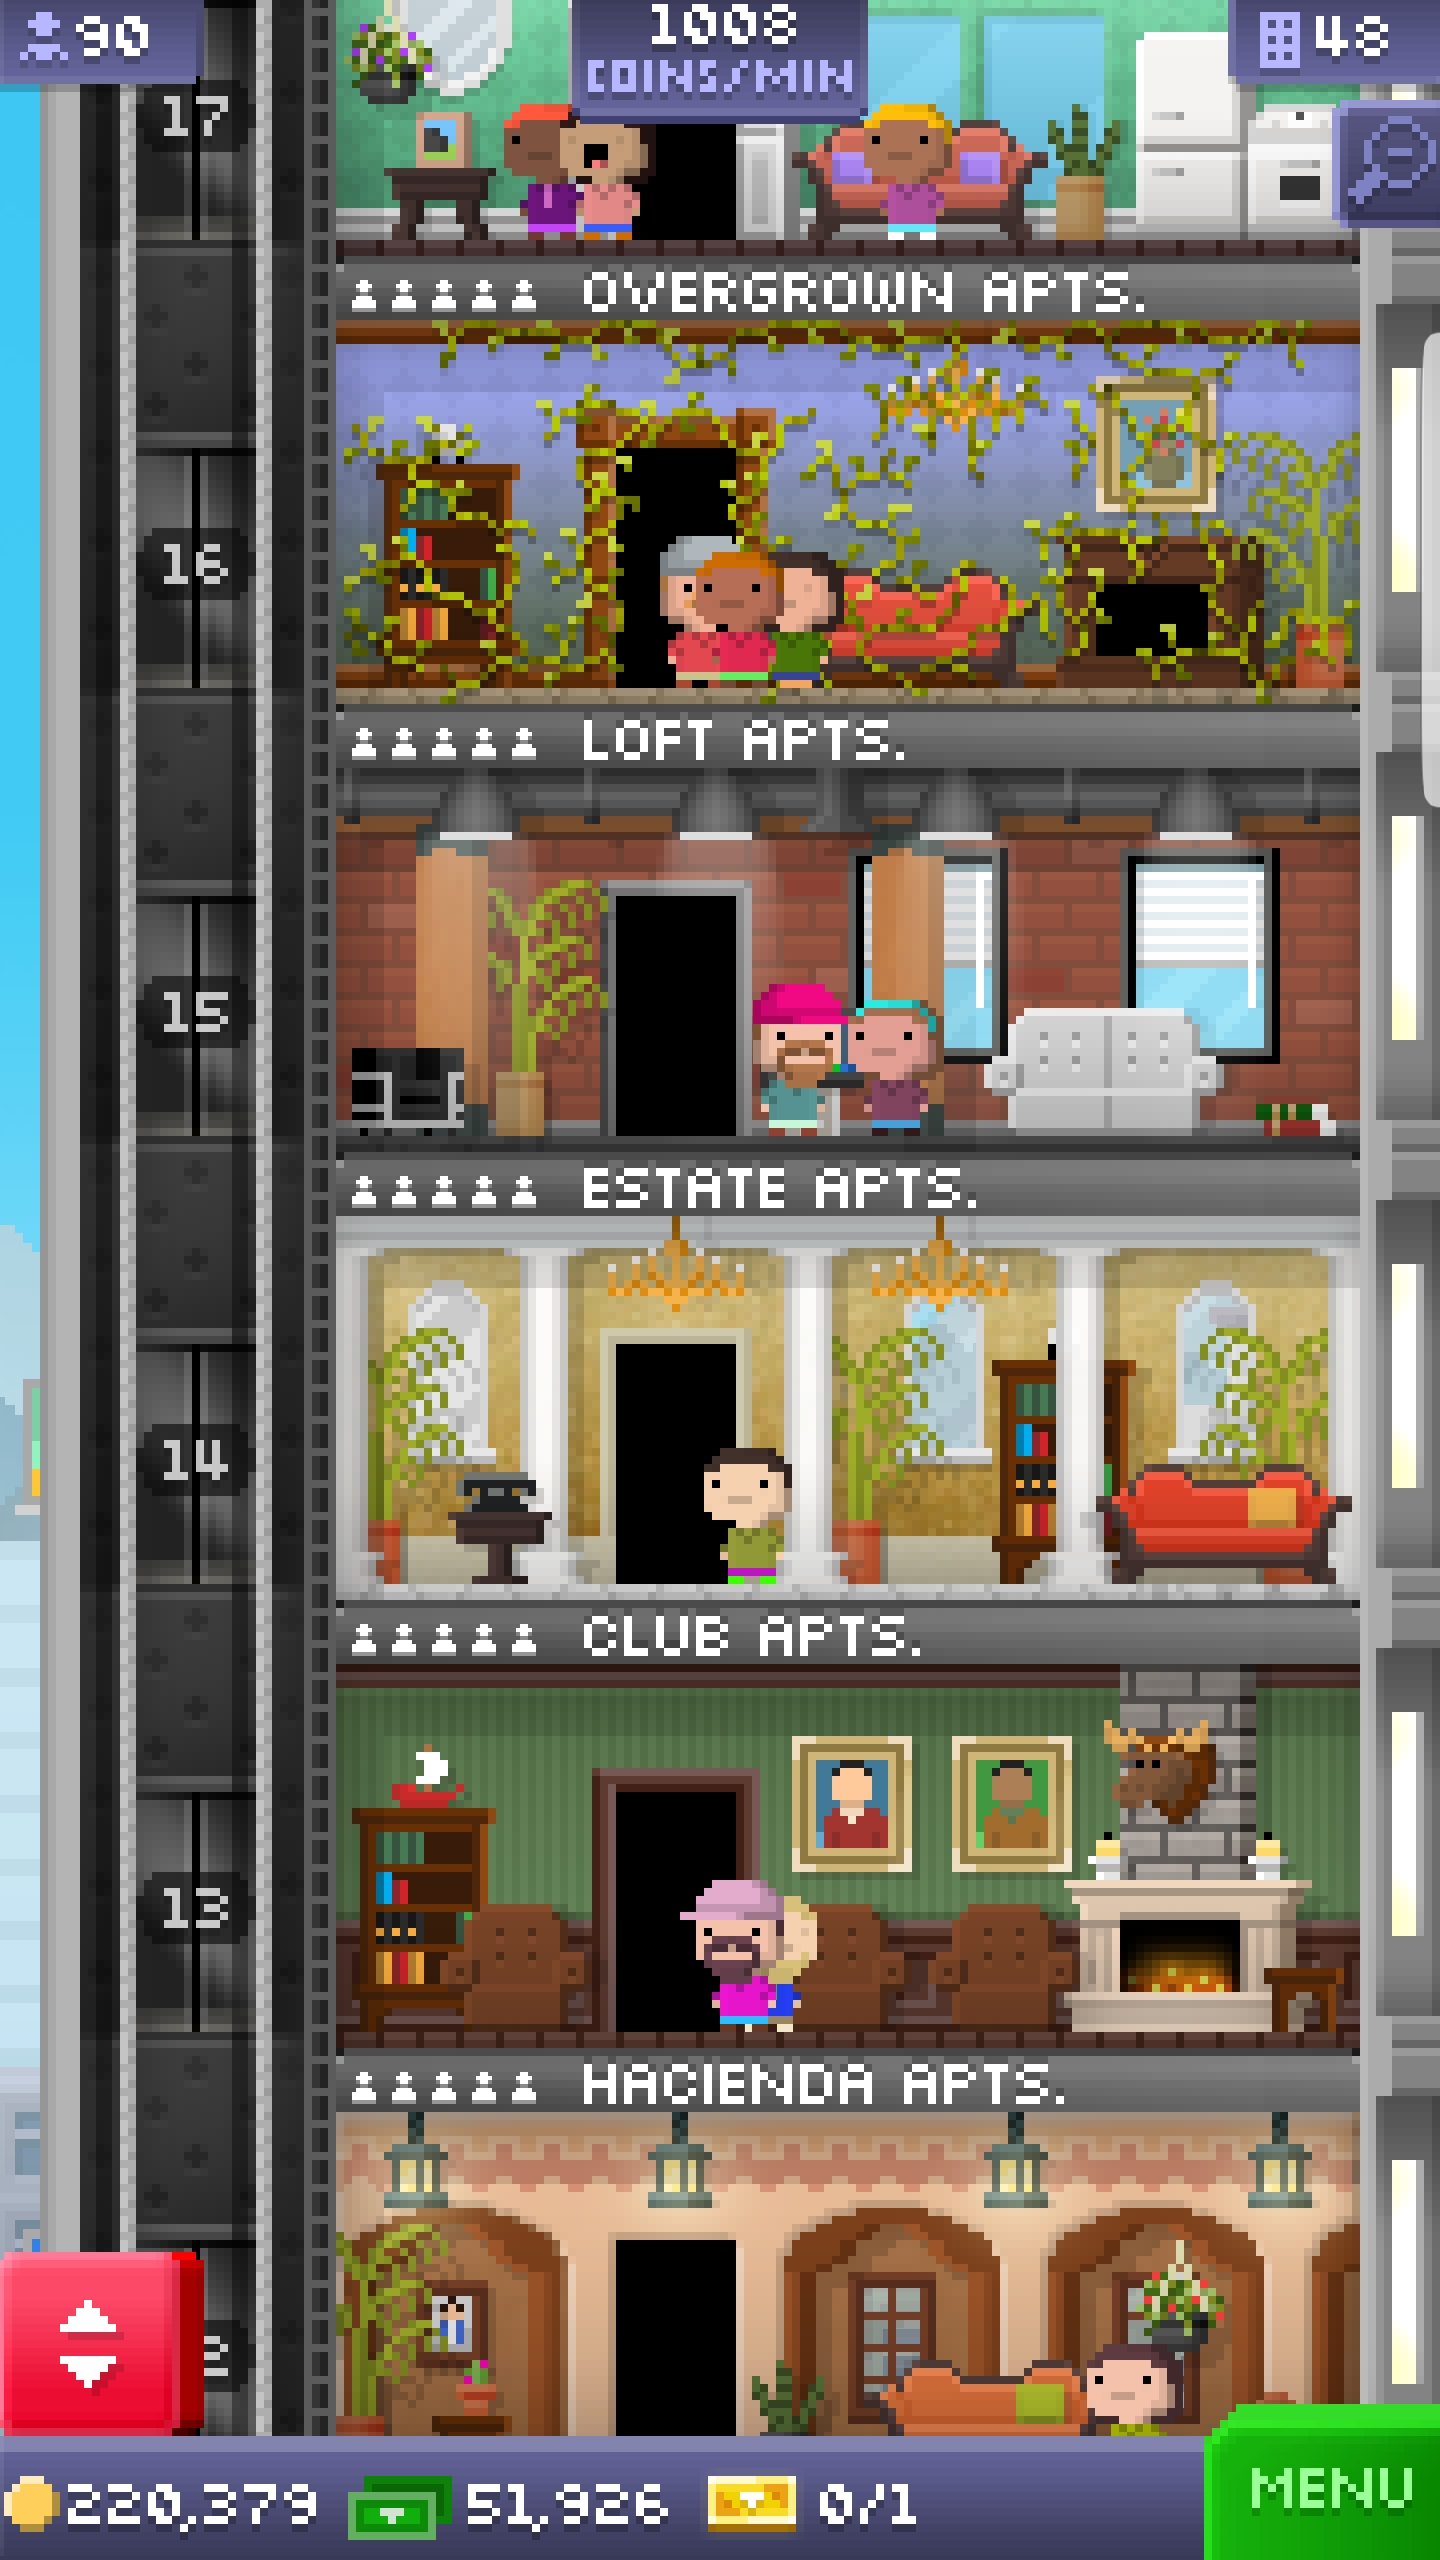 90
1008
COINS/MIN
48
17
OVERGROWN APTS.
16
LOFT APTS.
15
ESTATE APTS.
14
CLUB APTS.
13
HACIENDA APTS.
2
220,379
51,926
0/1
MENU